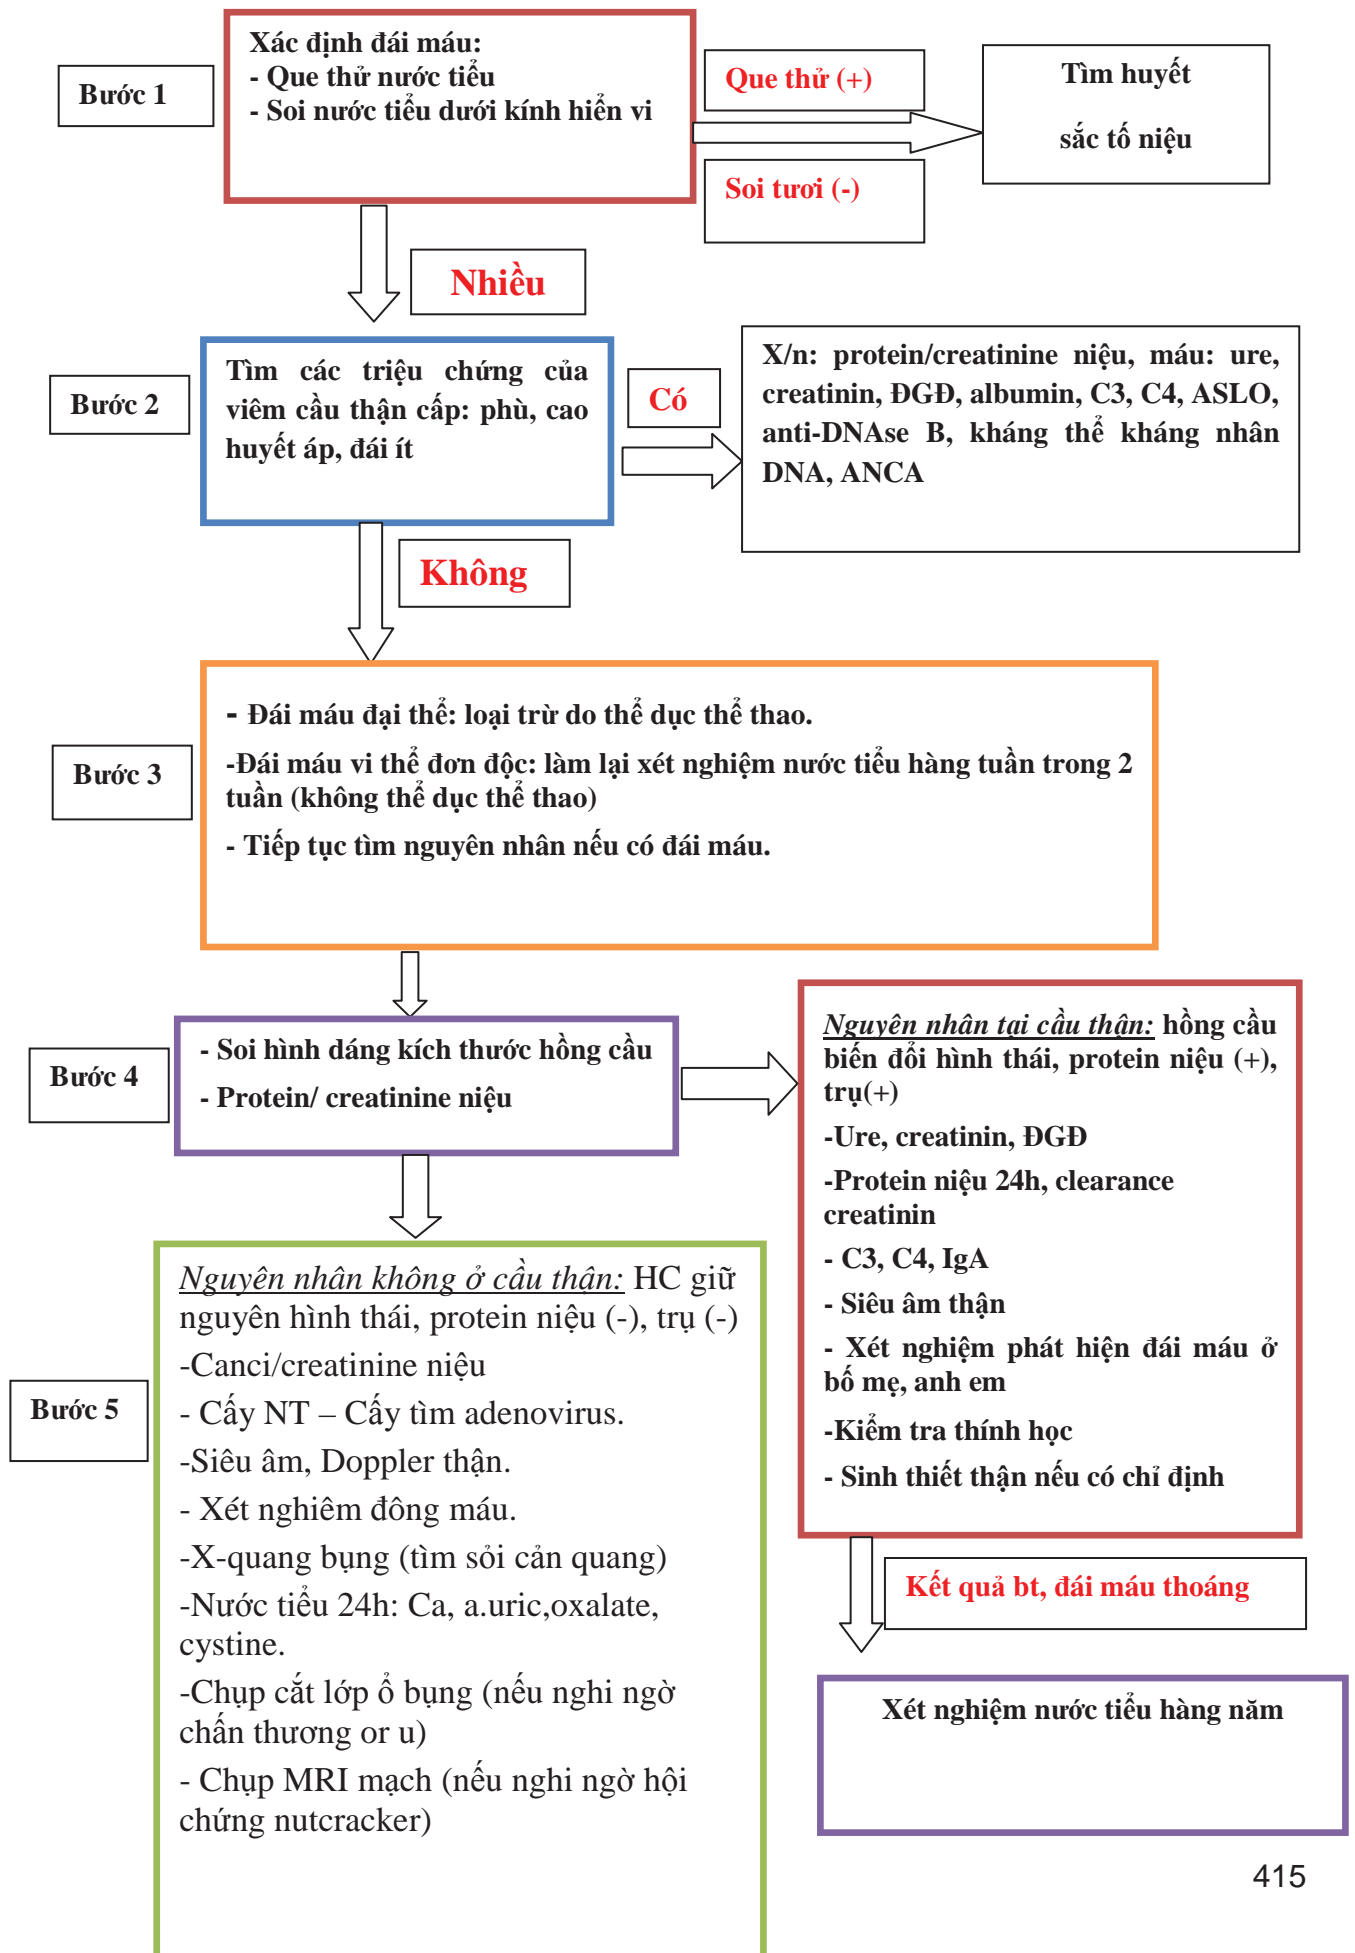 Bước 1
Xác định đái máu:
- Que thử nước tiểu
- Soi nước tiểu dưới kính hiển vi
Que thử (+)
Soi tươi (-)
Tìm huyết
sắc tố niệu
Nhiều
Bước 2
Tìm các triệu chứng của
viêm cầu thận cấp: phù, cao
huyết áp, đái ít
Có
X/n: protein/creatinine niệu, máu: ure,
creatinin, ĐGĐ, albumin, C3, C4, ASLO,
anti-DNAse B, kháng thể kháng nhân
DNA, ANCA
Không
Bước 3
- Đái máu đại thể: loại trừ do thể dục thể thao.
-Đái máu vi thể đơn độc: làm lại xét nghiệm nước tiểu hàng tuần trong 2
tuần (không thể dục thể thao)
- Tiếp tục tìm nguyên nhân nếu có đái máu.
Bước 4
- Soi hình dáng kích thước hồng cầu
- Protein/ creatinine niệu
Nguyên nhân tại cầu thận: hồng cầu
biến đổi hình thái, protein niệu (+),
trụ(+)
-Ure, creatinin, ĐGĐ
-Protein niệu 24h, clearance
creatinin
- C3, C4, IgA
- Siêu âm thận
- Xét nghiệm phát hiện đái máu ở
bố mẹ, anh em
-Kiểm tra thính học
- Sinh thiết thận nếu có chỉ định
Bước 5
Nguyên nhân không ở cầu thận: HC giữ
nguyên hình thái, protein niệu (-), trụ (-)
-Canci/creatinine niệu
- Cấy NT – Cấy tìm adenovirus.
-Siêu âm, Doppler thận.
- Xét nghiêm đông máu.
-X-quang bụng (tìm sỏi cản quang)
-Nước tiểu 24h: Ca, a.uric,oxalate,
cystine.
-Chụp cắt lớp ổ bụng (nếu nghi ngờ
chấn thương or u)
- Chụp MRI mạch (nếu nghi ngờ hội
chứng nutcracker)
Kết quả bt, đái máu thoáng
Xét nghiệm nước tiểu hàng năm
415